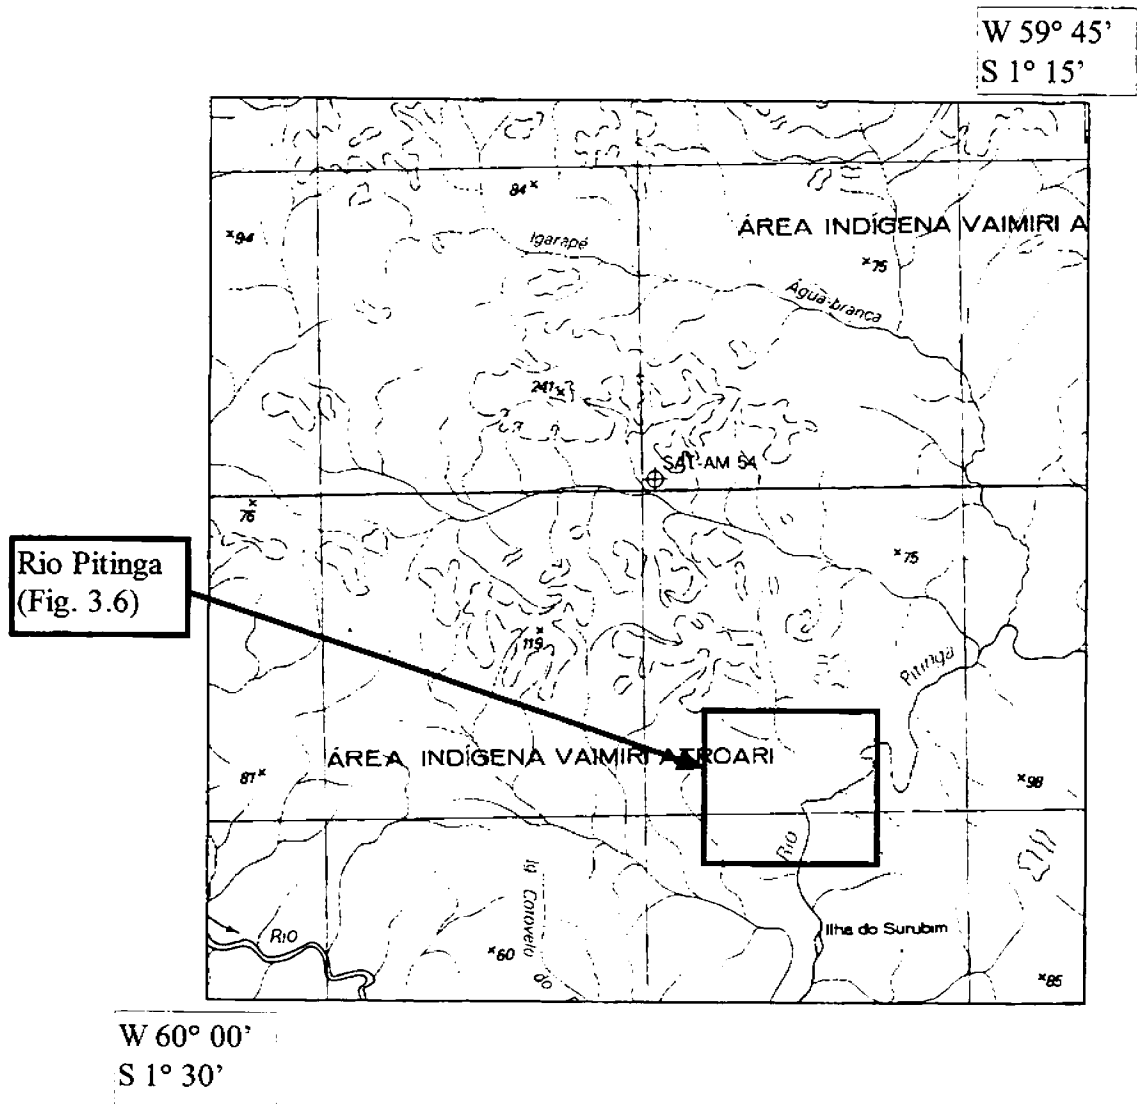 W 59° 45’
S 1° 15’
84
94
ÁREA INDÍGENA VAIMIRI A
Igarapé
75
Água-branca
241
SAT-AM 54
76
75
Rio Pitinga
(Fig. 3.6)
119
Pitinga
ÁREA INDÍGENA VAIMIRI ATROARI
87
98
RIO
Ilha do Surubim
RIO
60
Ig Cotovelo do
85
W 60° 00’
S 1° 30’